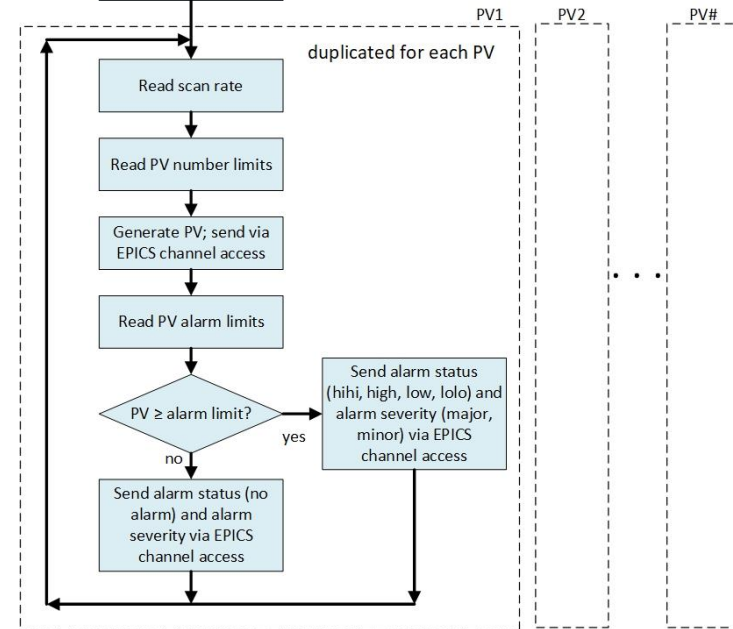 PV1
PV2
PV#
duplicated for each PV
Read scan rate
Read PV number limits
Generate PV; send via
EPICS channel access
Read PV alarm limits
PV ≥ alarm limit?
yes
no
Send alarm status
(hihi, high, low, lolo) and
alarm severity (major,
minor) via EPICS
channel access
Send alarm status (no
alarm) and alarm
severity via EPICS
channel access
. . .